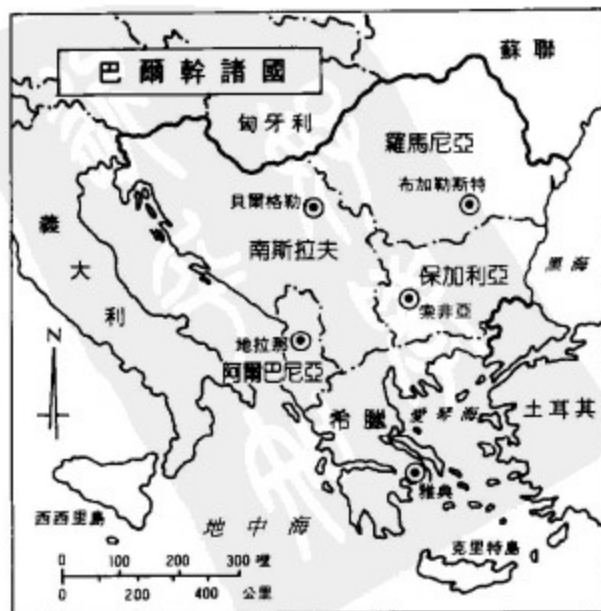 巴爾幹諸國
蘇聯
匈牙利
羅馬尼亞
貝爾格勒
布加勒斯特
義大利
南斯拉夫
保加利亞
黑海
索非亞
N
地拉那
阿爾巴尼亞
希臘
愛琴海
土耳其
雅典
西西里島
地中海
克里特島
0 100 200 300 哩
0 200 400 公里